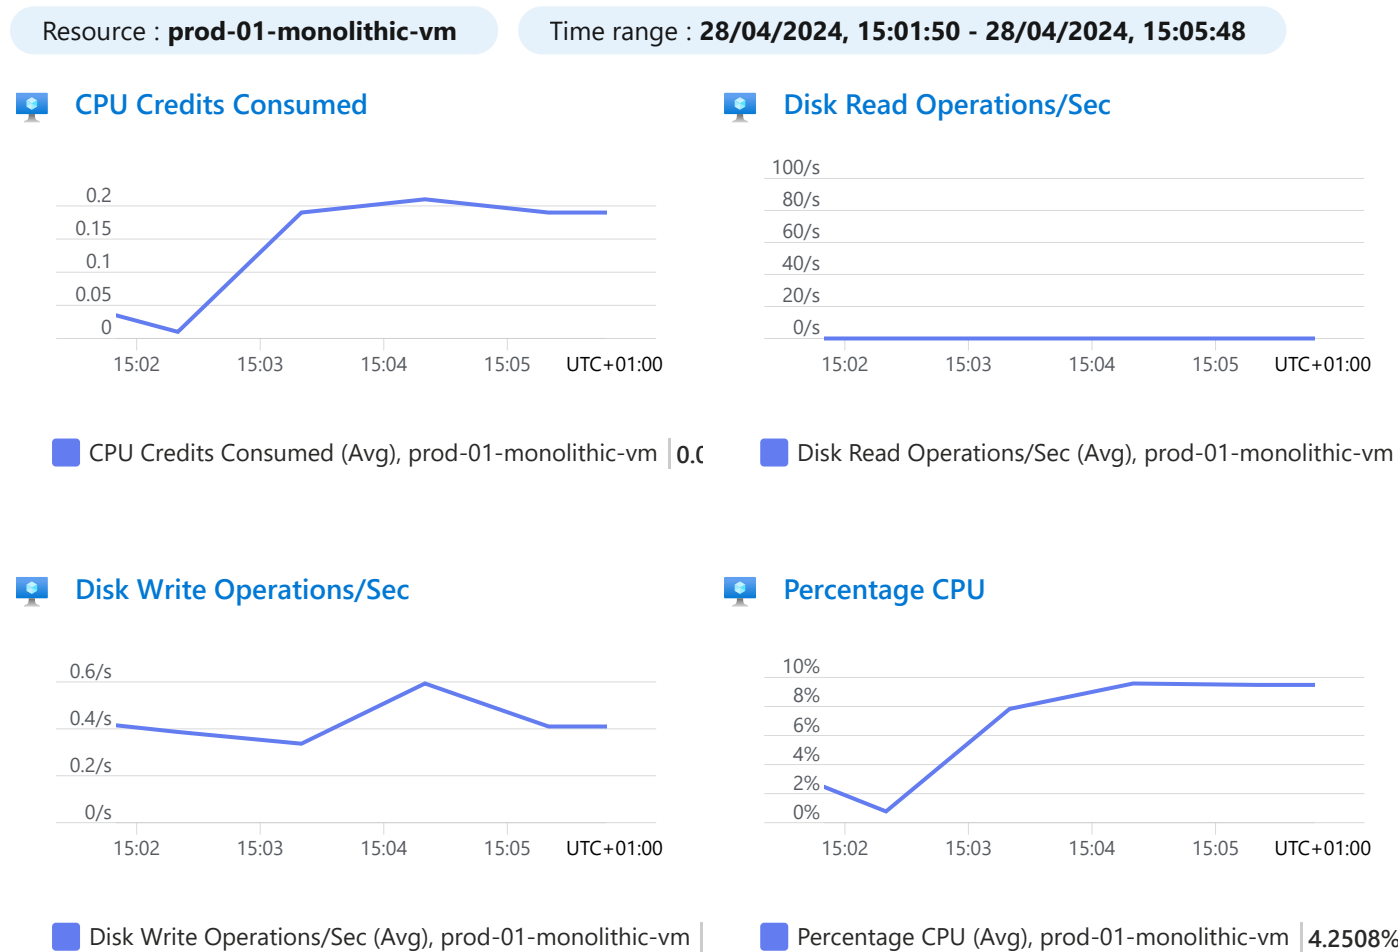 Resource : prod-01-monolithic-vm
Time range : 28/04/2024, 15:01:50 - 28/04/2024, 15:05:48
CPU Credits Consumed
0.2
0.15
0.1
0.05
0
15:02 15:03 15:04 15:05 UTC+01:00
CPU Credits Consumed (Avg), prod-01-monolithic-vm
Disk Read Operations/Sec
100/s
80/s
60/s
40/s
20/s
0/s
15:02 15:03 15:04 15:05 UTC+01:00
Disk Read Operations/Sec (Avg), prod-01-monolithic-vm
Disk Write Operations/Sec
0.6/s
0.4/s
0.2/s
0/s
15:02 15:03 15:04 15:05 UTC+01:00
Disk Write Operations/Sec (Avg), prod-01-monolithic-vm
Percentage CPU
10%
8%
6%
4%
2%
0%
15:02 15:03 15:04 15:05 UTC+01:00
Percentage CPU (Avg), prod-01-monolithic-vm 4.2508%